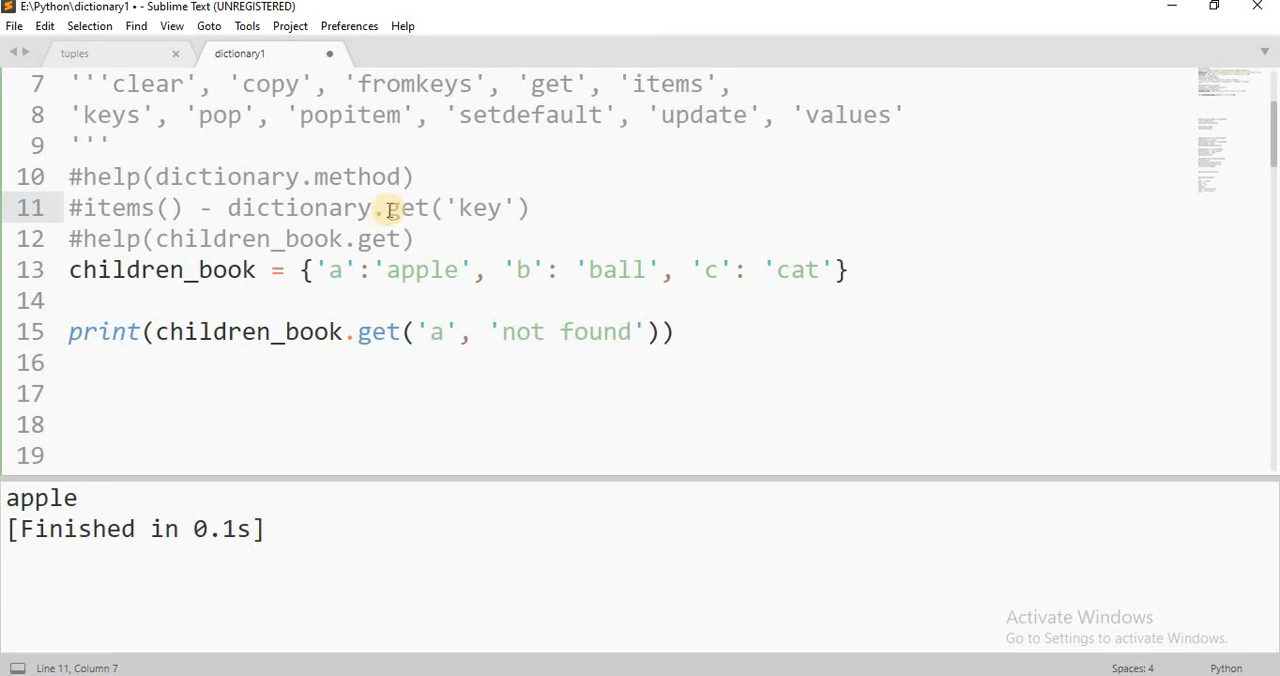 E:\Python\dictionary1 • - Sublime Text (UNREGISTERED)
File Edit Selection Find View Goto Tools Project Preferences Help
tuples dictionary1
7 '''clear', 'copy', 'fromkeys', 'get', 'items',
8 'keys', 'pop', 'popitem', 'setdefault', 'update', 'values'
9 '''
10 #help(dictionary.method)
11 #items() - dictionary.get('key')
12 #help(children_book.get)
13 children_book = {'a':'apple', 'b': 'ball', 'c': 'cat'}
14
15 print(children_book.get('a', 'not found'))
16
17
18
19
apple
[Finished in 0.1s]
Activate Windows
Go to Settings to activate Windows.
Line 11, Column 7 Spaces: 4 Python